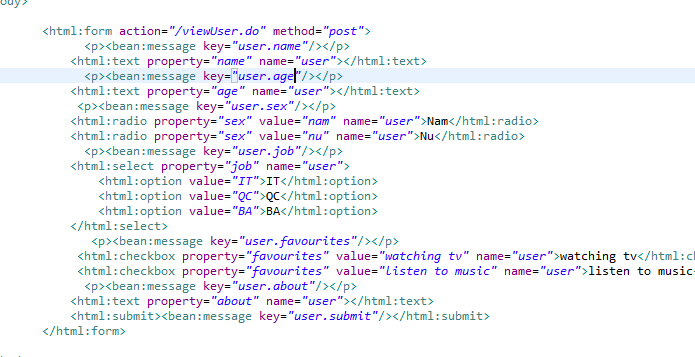 ody>
<html:form action="/viewUser.do" method="post">
<p><bean:message key="user.name"/></p>
<html:text property="name" name="user"></html:text>
<p><bean:message key="user.age"/></p>
<html:text property="age" name="user"></html:text>
<p><bean:message key="user.sex"/></p>
<html:radio property="sex" value="nam" name="user">Nam</html:radio>
<html:radio property="sex" value="nu" name="user">Nu</html:radio>
<p><bean:message key="user.job"/></p>
<html:select property="job" name="user">
<html:option value="IT">IT</html:option>
<html:option value="QC">QC</html:option>
<html:option value="BA">BA</html:option>
</html:select>
<p><bean:message key="user.favourites"/></p>
<html:checkbox property="favourites" value="watching tv" name="user">watching tv</html:ch
<html:checkbox property="favourites" value="listen to music" name="user">listen to music
<p><bean:message key="user.about"/></p>
<html:text property="about" name="user"></html:text>
<html:submit><bean:message key="user.submit"/></html:submit>
</html:form>